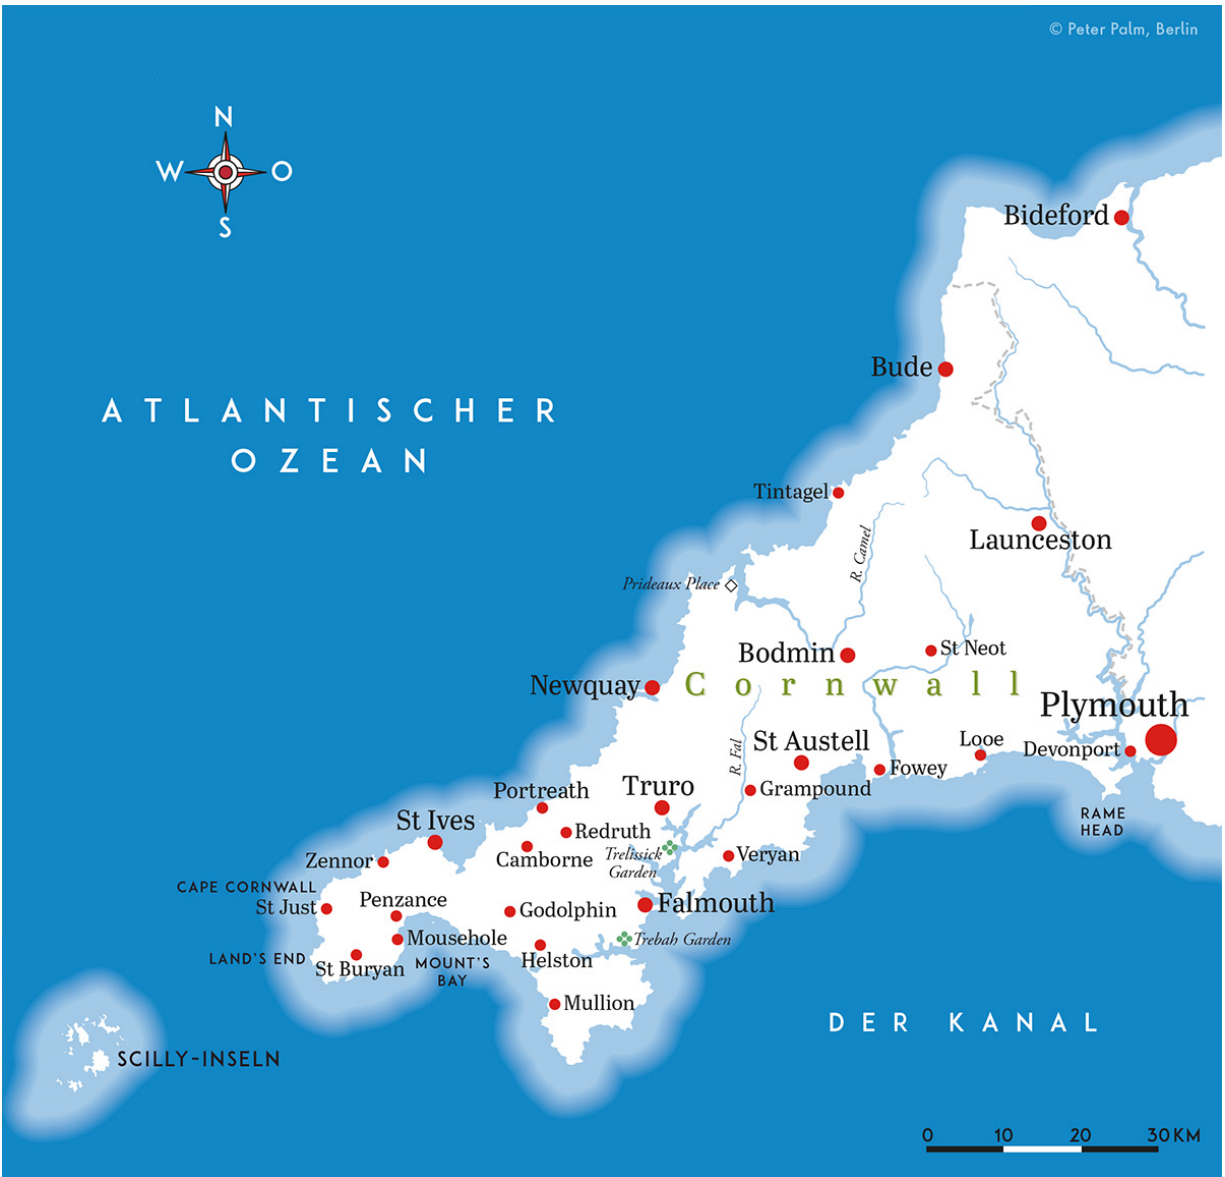 © Peter Palm, Berlin
N
W O
S
Bideford
Bude
ATLANTISCHER
OZEAN
Tintagel
Launceston
R. Camel
Prideaux Place
Bodmin
St Neot
Newquay
Cornwall
Plymouth
St Austell
Looe
Devonport
R. Fal
Fowey
Portreath
Truro
Grampound
RAME
HEAD
St Ives
Redruth
Camborne
Trelissick
Garden
Veryan
Zennor
CAPE CORNWALL
St Just
Penzance
Godolphin
Falmouth
Mousehole
Trebah Garden
LAND'S END
St Buryan
MOUNT'S
BAY
Helston
Mullion
DER KANAL
SCILLY-INSELN
0 10 20 30 KM